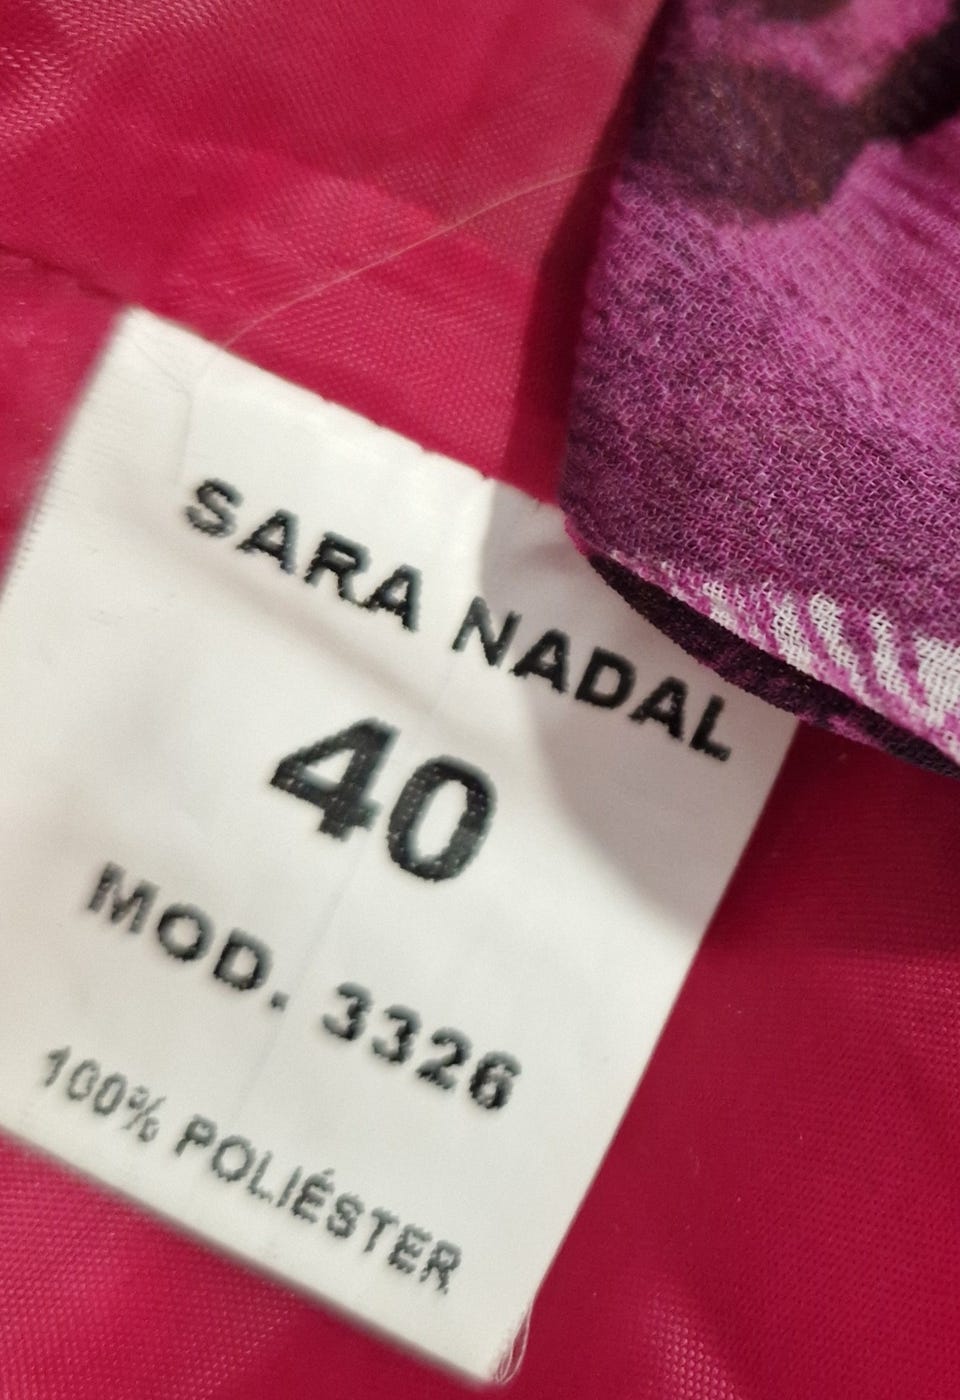 SARA NADAL
40
MOD. 3326
100% POLIÉSTER